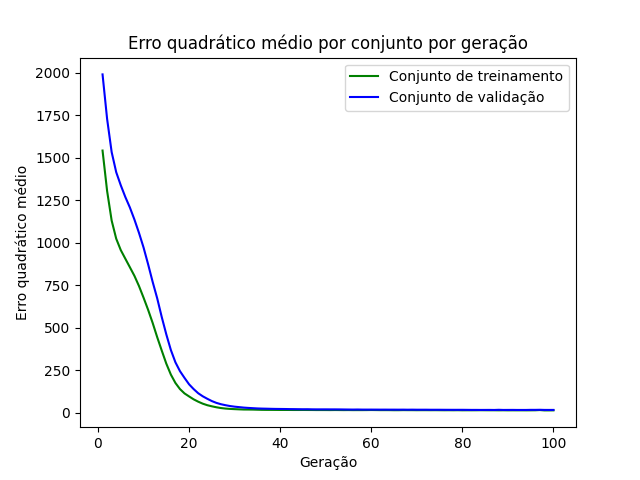 Erro quadrático médio por conjunto por geração
Conjunto de treinamento
Conjunto de validação
Erro quadrático médio
2000
1750
1500
1250
1000
750
500
250
0
0 20 40 60 80 100
Geração